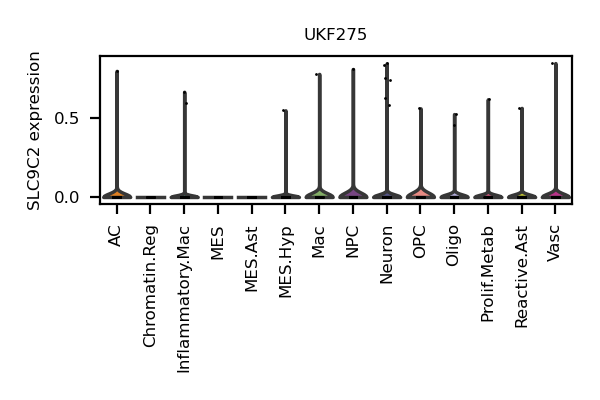 UKF275
SLC9C2 expression
0.5
0.0
AC
Chromatin.Reg
Inflammatory.Mac
MES
MES.Ast
MES.Hyp
Mac
NPC
Neuron
OPC
Oligo
Prolif.Metab
Reactive.Ast
Vasc